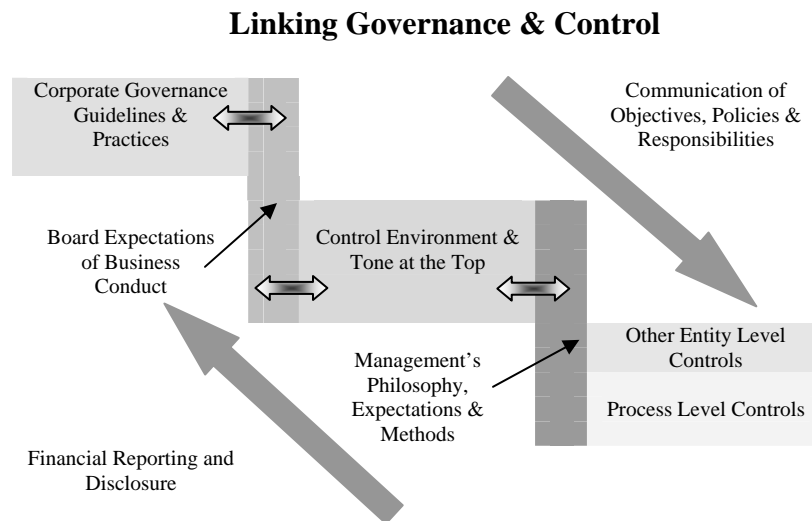 Linking Governance & Control
Corporate Governance
Guidelines &
Practices
Communication of
Objectives, Policies &
Responsibilities
Board Expectations
of Business
Conduct
Control Environment &
Tone at the Top
Management’s
Philosophy,
Expectations &
Methods
Other Entity Level
Controls
Process Level Controls
Financial Reporting and
Disclosure